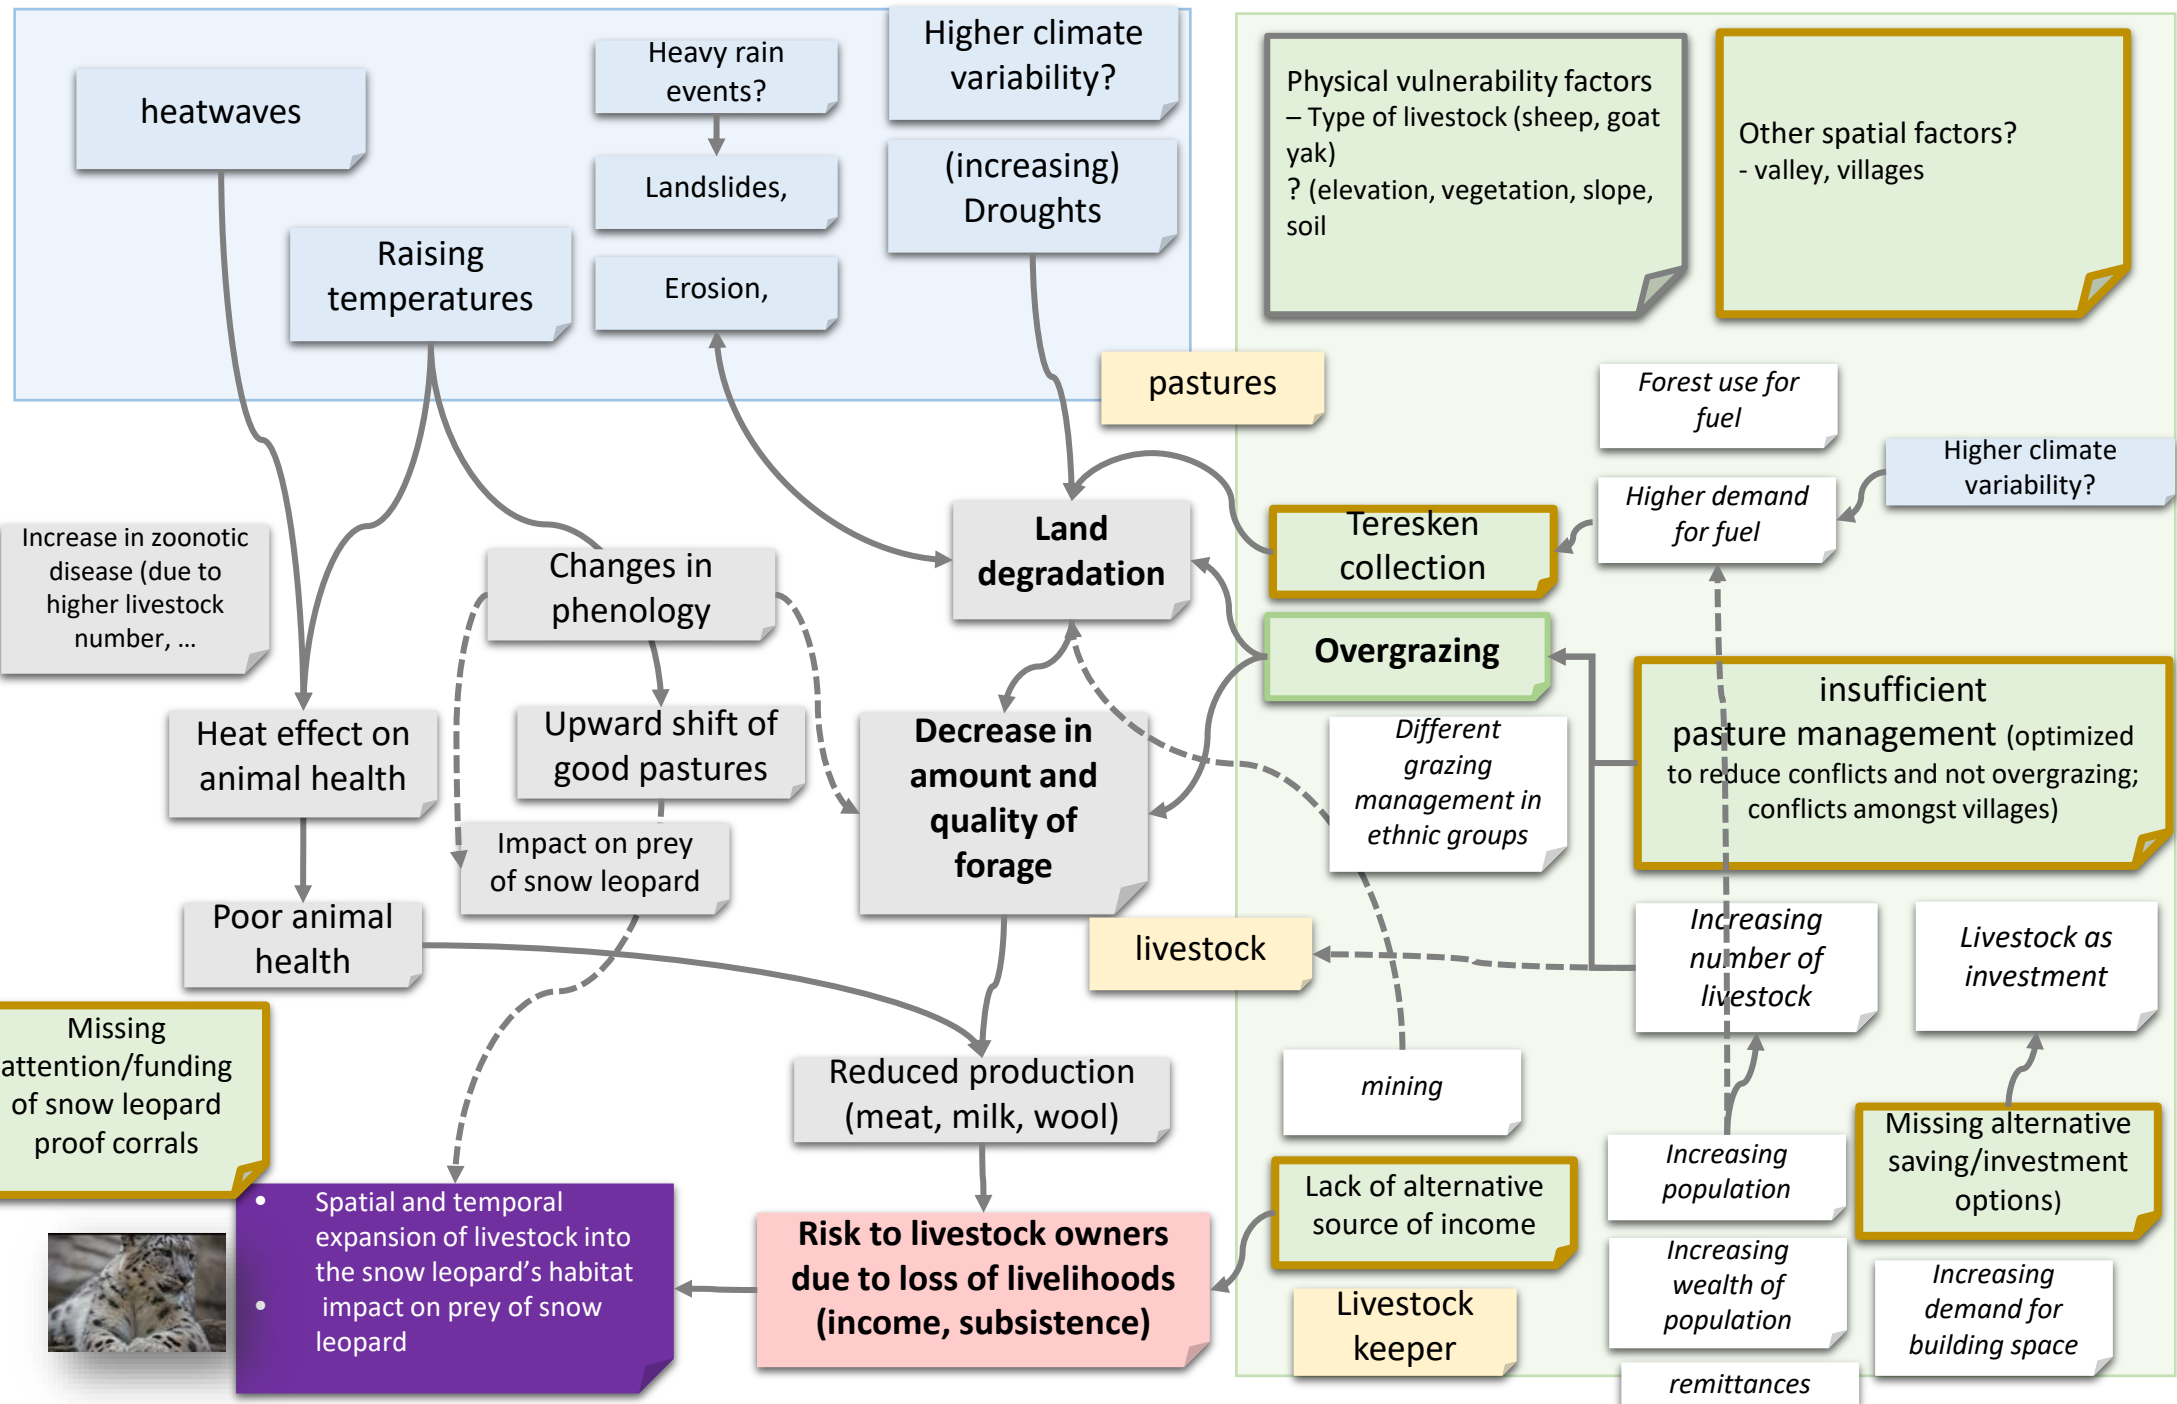 heatwaves
Heavy rain
events?
Higher climate
variability?
Landslides,
(increasing)
Droughts
Raising
temperatures
Erosion,
Physical vulnerability factors
– Type of livestock (sheep, goat
yak)
? (elevation, vegetation, slope,
soil
Other spatial factors?
- valley, villages
pastures
Forest use for
fuel
Higher climate
variability?
Higher demand
for fuel
Increase in zoonotic
disease (due to
higher livestock
number, ...
Changes in
phenology
Land
degradation
Teresken
collection
Overgrazing
insufficient
pasture management (optimized
to reduce conflicts and not overgrazing;
conflicts amongst villages)
Heat effect on
animal health
Upward shift of
good pastures
Decrease in
amount and
quality of
forage
Different
grazing
management in
ethnic groups
Impact on prey
of snow leopard
Poor animal
health
livestock
Increasing
number of
livestock
Livestock as
investment
Missing
attention/funding
of snow leopard
proof corrals
Reduced production
(meat, milk, wool)
mining
Increasing
population
Missing alternative
saving/investment
options)
• Spatial and temporal
expansion of livestock into
the snow leopard’s habitat
• impact on prey of snow
leopard
Risk to livestock owners
due to loss of livelihoods
(income, subsistence)
Lack of alternative
source of income
Livestock
keeper
Increasing
wealth of
population
Increasing
demand for
building space
remittances